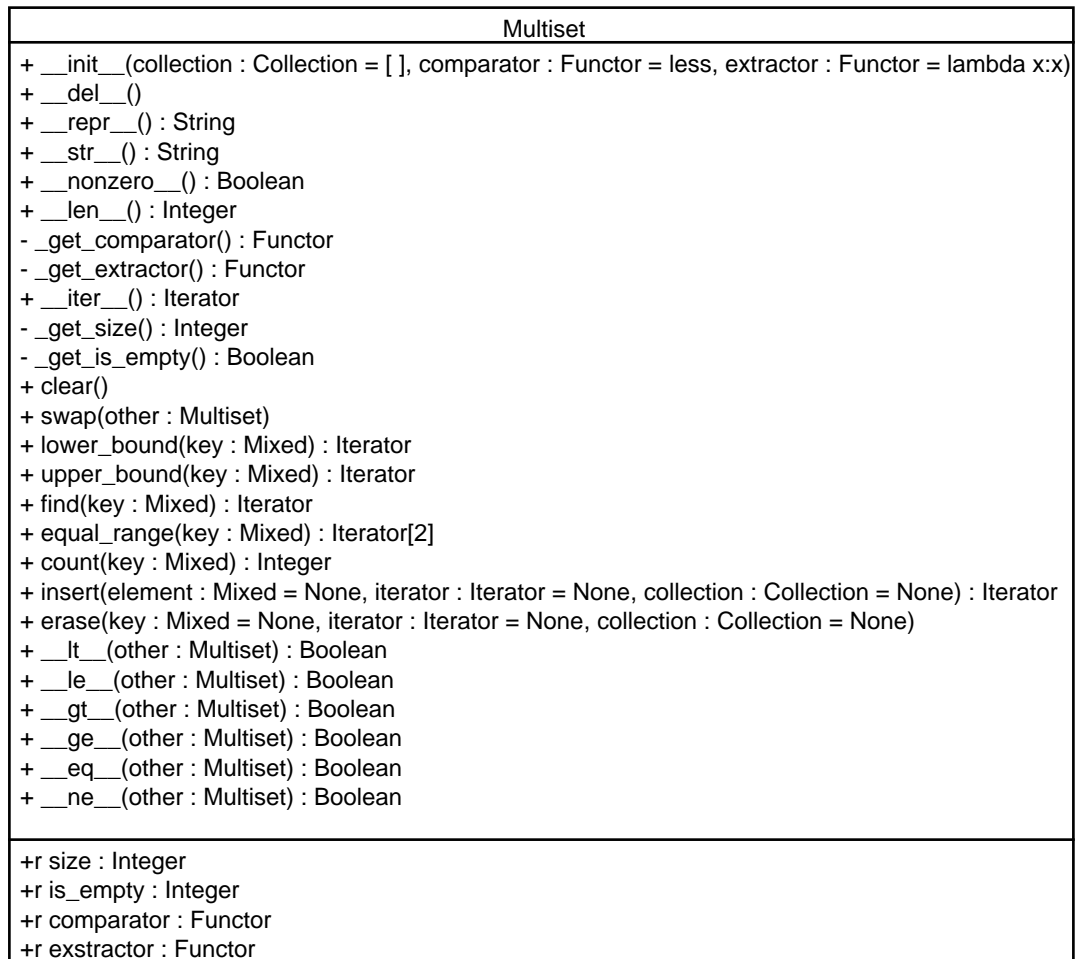 Multiset
+ __init__(collection : Collection = [ ], comparator : Functor = less, extractor : Functor = lambda x:x)
+ __del__()
+ __repr__() : String
+ __str__() : String
+ __nonzero__() : Boolean
+ __len__() : Integer
- _get_comparator() : Functor
- _get_extractor() : Functor
+ __iter__() : Iterator
- _get_size() : Integer
- _get_is_empty() : Boolean
+ clear()
+ swap(other : Multiset)
+ lower_bound(key : Mixed) : Iterator
+ upper_bound(key : Mixed) : Iterator
+ find(key : Mixed) : Iterator
+ equal_range(key : Mixed) : Iterator[2]
+ count(key : Mixed) : Integer
+ insert(element : Mixed = None, iterator : Iterator = None, collection : Collection = None) : Iterator
+ erase(key : Mixed = None, iterator : Iterator = None, collection : Collection = None)
+ __lt__(other : Multiset) : Boolean
+ __le__(other : Multiset) : Boolean
+ __gt__(other : Multiset) : Boolean
+ __ge__(other : Multiset) : Boolean
+ __eq__(other : Multiset) : Boolean
+ __ne__(other : Multiset) : Boolean
+r size : Integer
+r is_empty : Integer
+r comparator : Functor
+r exstractor : Functor